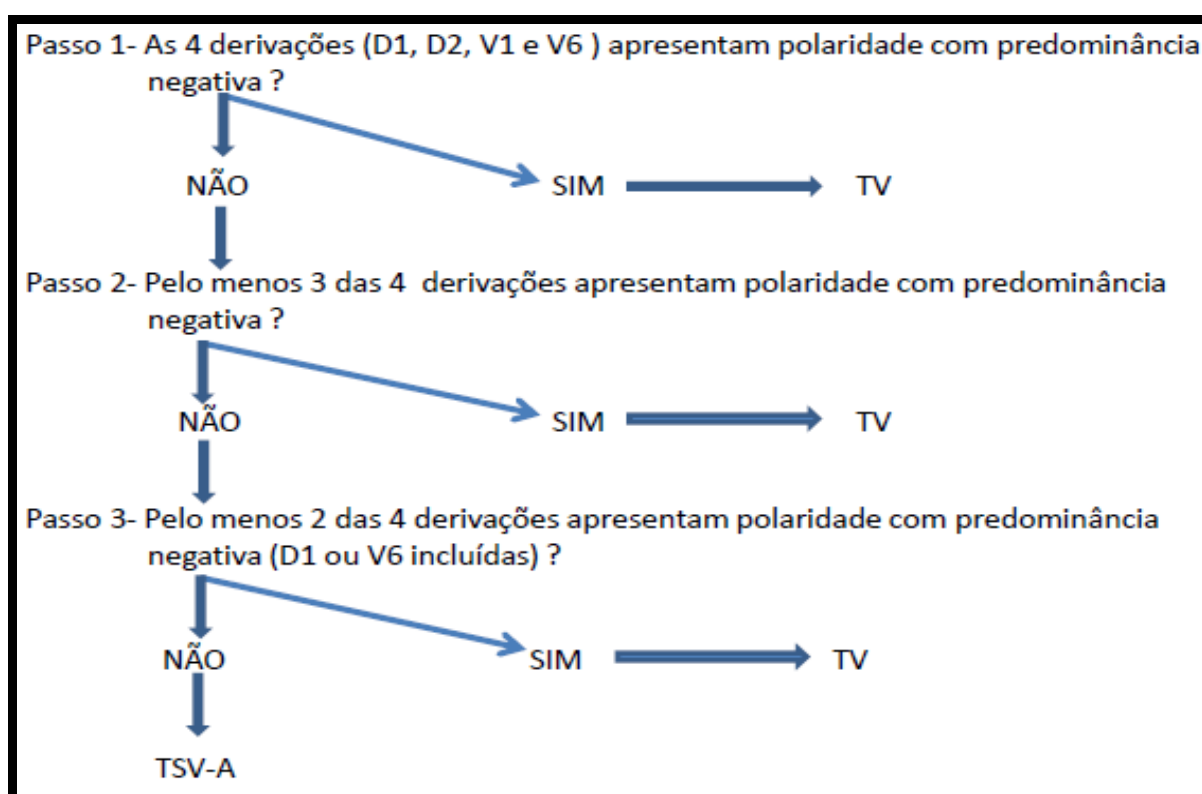 Passo 1- As 4 derivações (D1, D2, V1 e V6 ) apresentam polaridade com predominância
negativa ?
NÃO SIM TV
Passo 2- Pelo menos 3 das 4 derivações apresentam polaridade com predominância
negativa ?
NÃO SIM TV
Passo 3- Pelo menos 2 das 4 derivações apresentam polaridade com predominância
negativa (D1 ou V6 incluídas) ?
NÃO SIM TV
TSV-A